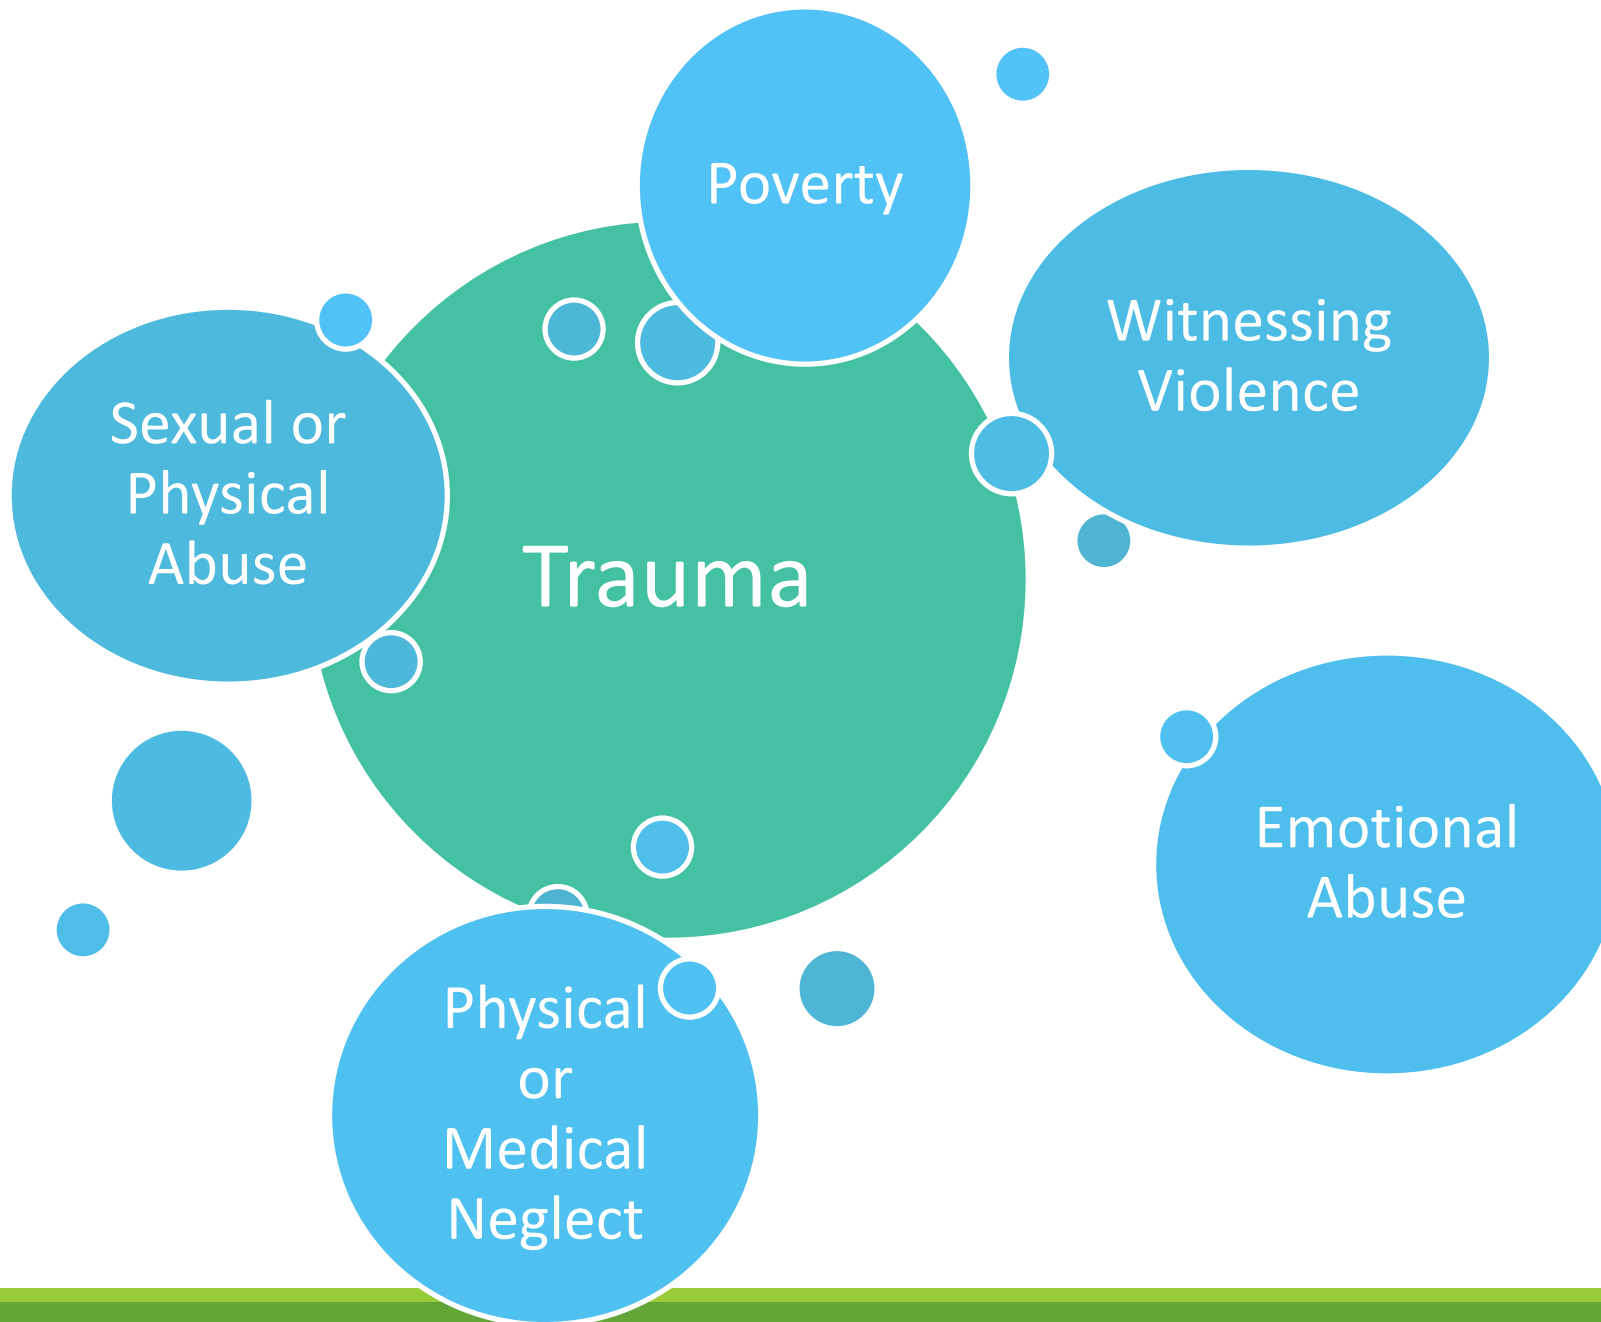 Poverty
Witnessing
Violence
Sexual or
Physical
Abuse
Trauma
Emotional
Abuse
Physical
or
Medical
Neglect